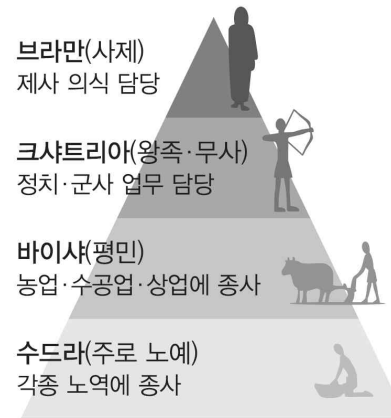 브라만(사제)
제사 의식 담당
크샤트리아(왕족·무사)
정치·군사 업무 담당
바이샤(평민)
농업·수공업·상업에 종사
수드라(주로 노예)
각종 노역에 종사